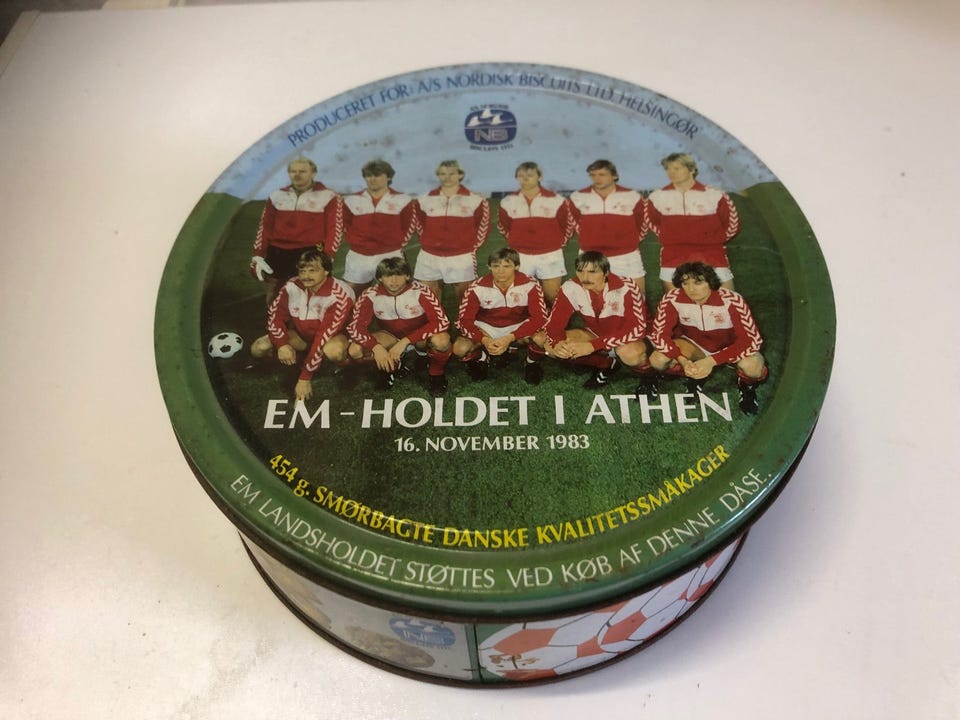 PRODUCERET FOR: A/S NORDISK BISCUITS LTD. HELSINGØR
NB
EM-HOLDET I ATHEN
16. NOVEMBER 1983
454 g. SMØRBAGTE DANSKE KVALITETSSMÅKAGER
EM LANDSHOLDET STØTTES VED KØB AF DENNE DÅSE.
NB